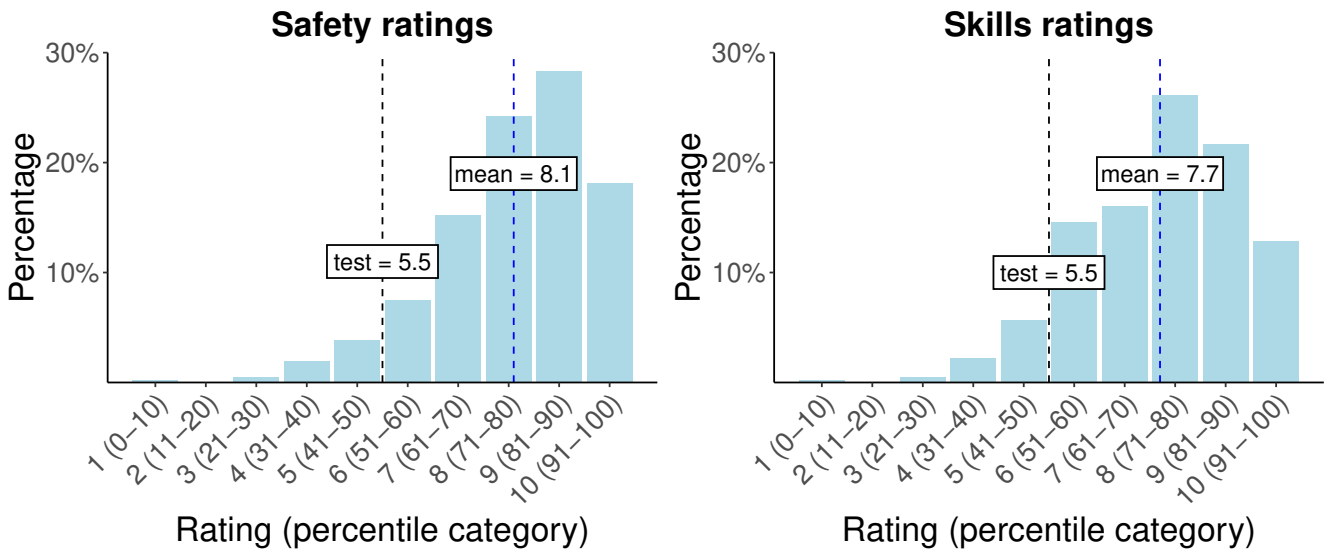 Safety ratings
30%
20%
10%
Percentage
mean = 8.1
test = 5.5
1 (0–10)
2 (11–20)
3 (21–30)
4 (31–40)
5 (41–50)
6 (51–60)
7 (61–70)
8 (71–80)
9 (81–90)
10 (91–100)
Rating (percentile category)
Skills ratings
30%
20%
10%
Percentage
mean = 7.7
test = 5.5
1 (0–10)
2 (11–20)
3 (21–30)
4 (31–40)
5 (41–50)
6 (51–60)
7 (61–70)
8 (71–80)
9 (81–90)
10 (91–100)
Rating (percentile category)